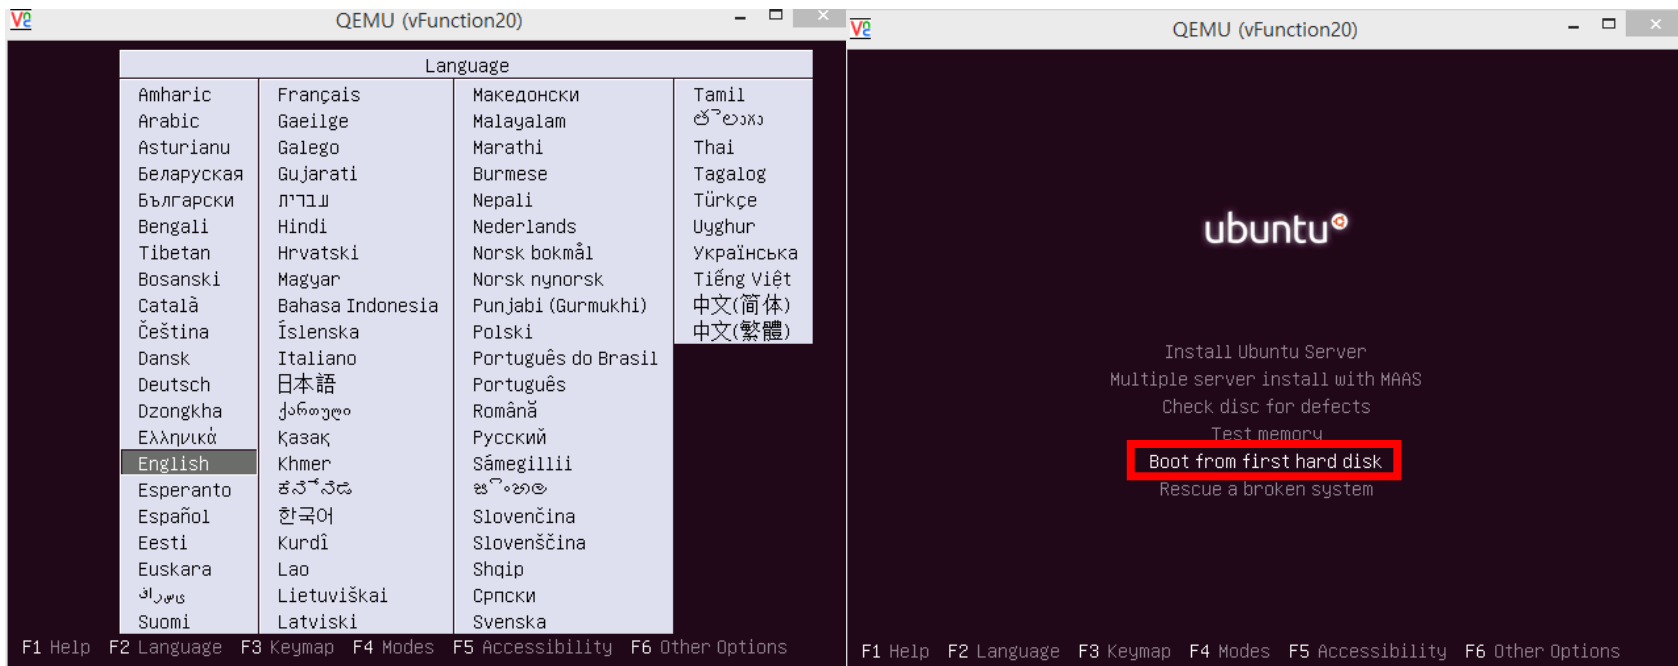 QEMU (vFunction20)
Language
Amharic
Arabic
Asturianu
Беларуская
Български
Bengali
Tibetan
Bosanski
Català
Čeština
Dansk
Deutsch
Dzongkha
Ελληνικά
English
Esperanto
Español
Eesti
Euskara
Suomi
Français
Gaeilge
Galego
Gujarati
עברית
Hindi
Hrvatski
Magyar
Bahasa Indonesia
Íslenska
Italiano
日本語
ქართული
Қазақ
Khmer
한국어
Kurdî
Lao
Lietuviškai
Latviski
Македонски
Malayalam
Marathi
Burmese
Nepali
Nederlands
Norsk bokmål
Norsk nynorsk
Punjabi (Gurmukhi)
Polski
Português do Brasil
Português
Română
Русский
Sámegillii
Slovenčina
Slovenščina
Shqip
Српски
Svenska
Tamil
Thai
Tagalog
Türkçe
Uyghur
Українська
Tiếng Việt
中文(简体)
中文(繁體)
F1 Help F2 Language F3 Keymap F4 Modes F5 Accessibility F6 Other Options
QEMU (vFunction20)
ubuntu
Install Ubuntu Server
Multiple server install with MAAS
Check disc for defects
Test memory
Boot from first hard disk
Rescue a broken system
F1 Help F2 Language F3 Keymap F4 Modes F5 Accessibility F6 Other Options